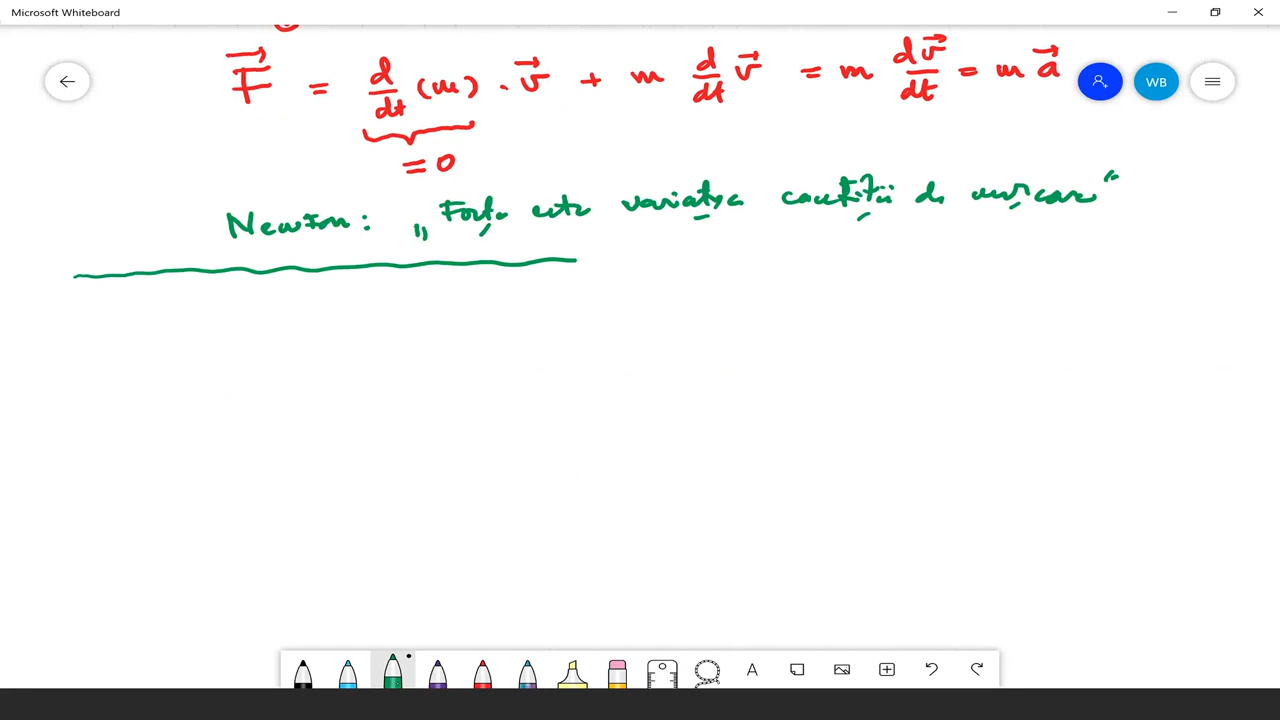 Microsoft Whiteboard
F⃗ = d/dt (m) · v⃗ + m d/dt v⃗ = m dv⃗/dt = m a⃗
= 0
WB
Newton: „Forța este variația cantității de mișcare“
A